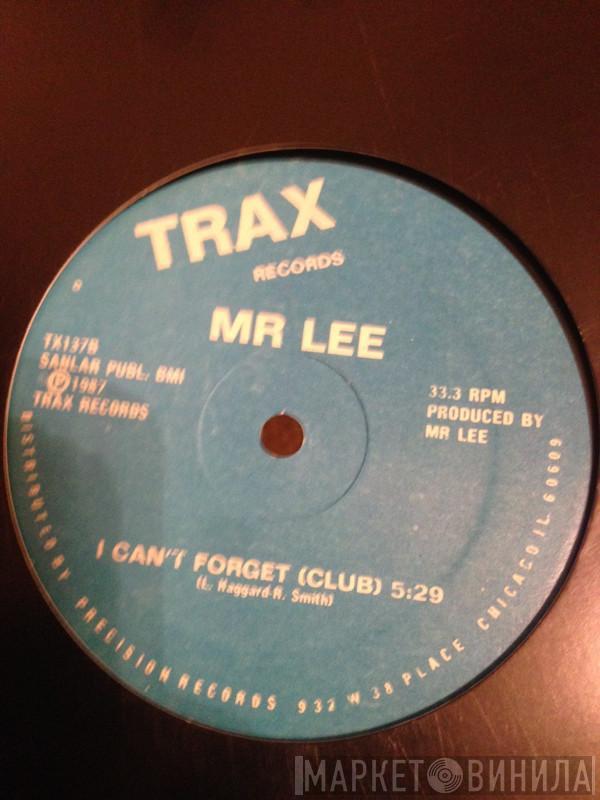 TRAX
RECORDS
MR LEE
8
TX137B
SANLAR PUBL. BMI
Ⓟ 1987
TRAX RECORDS
33.3 RPM
PRODUCED BY
MR LEE
I CAN'T FORGET (CLUB) 5:29
(L. Haggard-R. Smith)
DISTRIBUTED BY PRECISION RECORDS 932 W 38 PLACE CHICAGO IL 60609
МАРКЕТ ВИНИЛА